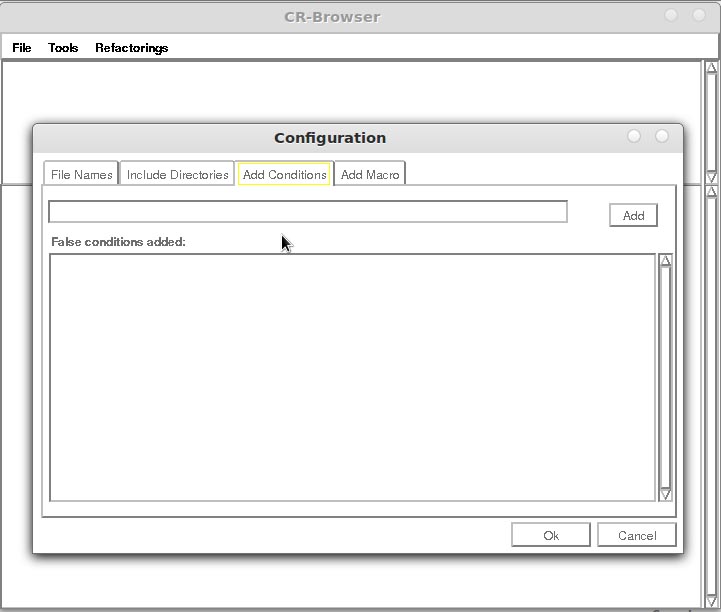 CR-Browser
File Tools Refactorings
Configuration
File Names Include Directories Add Conditions Add Macro
Add
False conditions added:
Ok Cancel